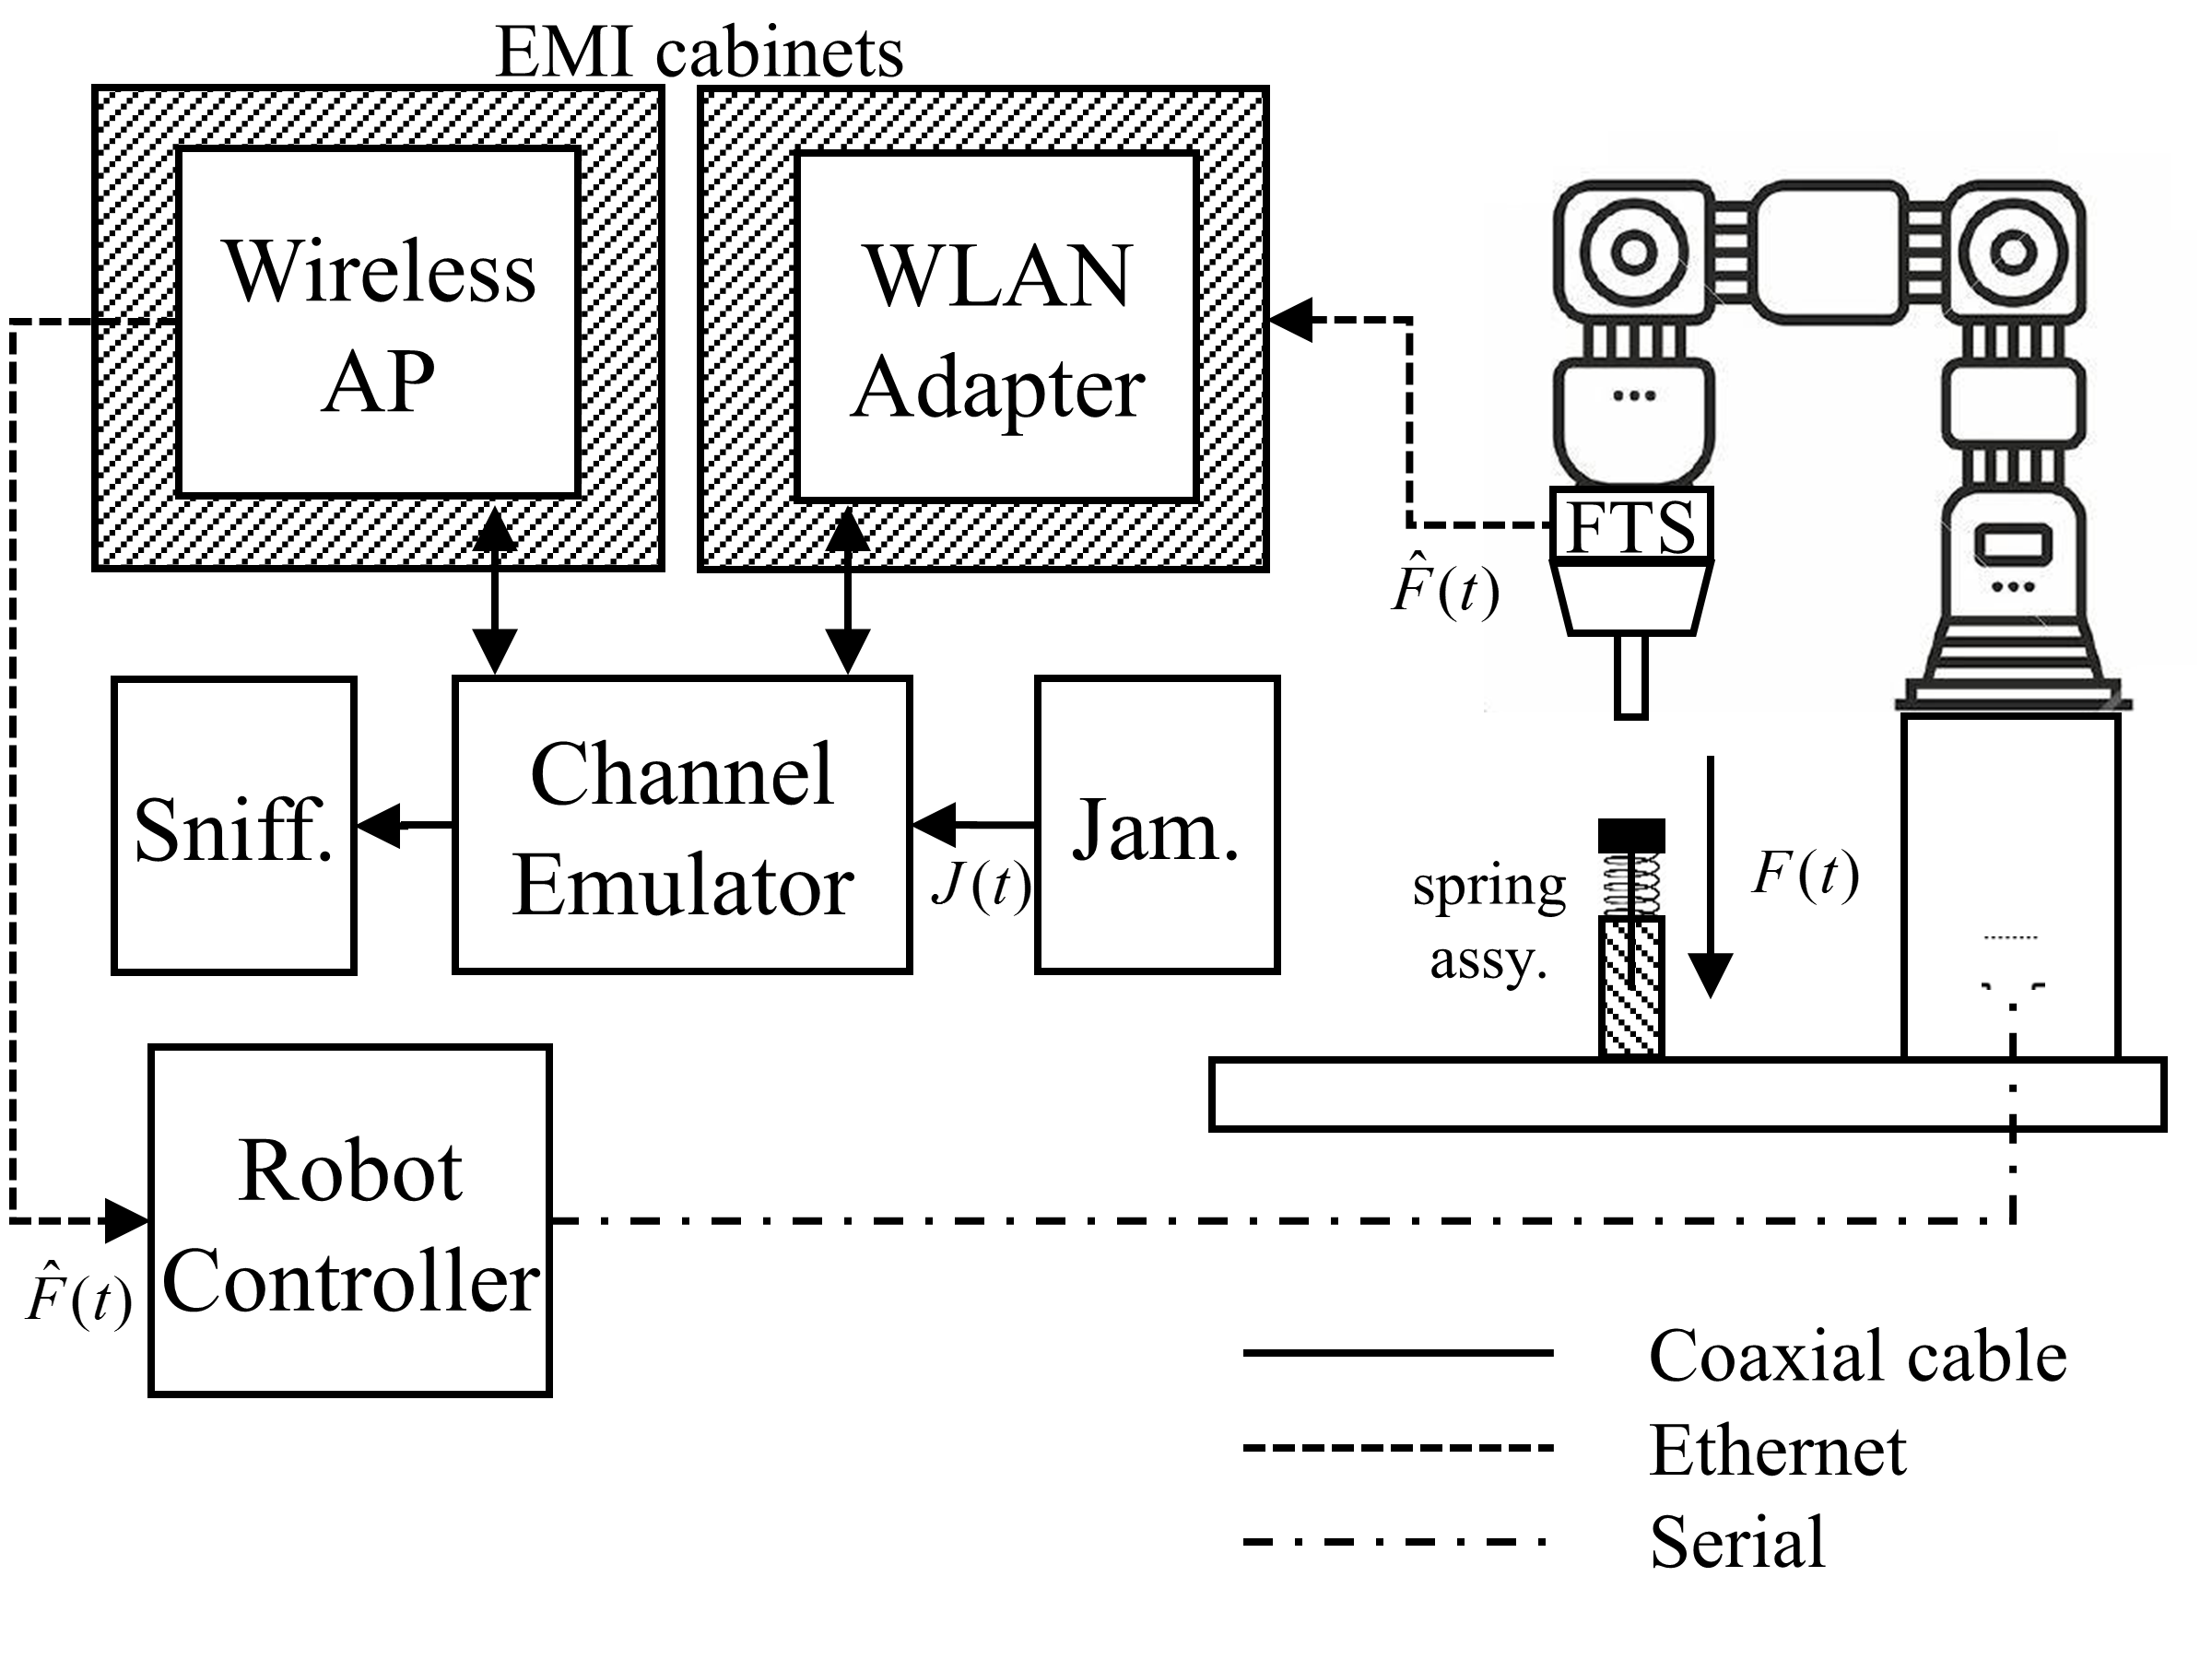 EMI cabinets
Wireless
AP
WLAN
Adapter
FTS
F̂(t)
Sniff.
Channel
Emulator
J(t)
Jam.
spring
assy.
F(t)
Robot
Controller
F̂(t)
Coaxial cable
Ethernet
Serial